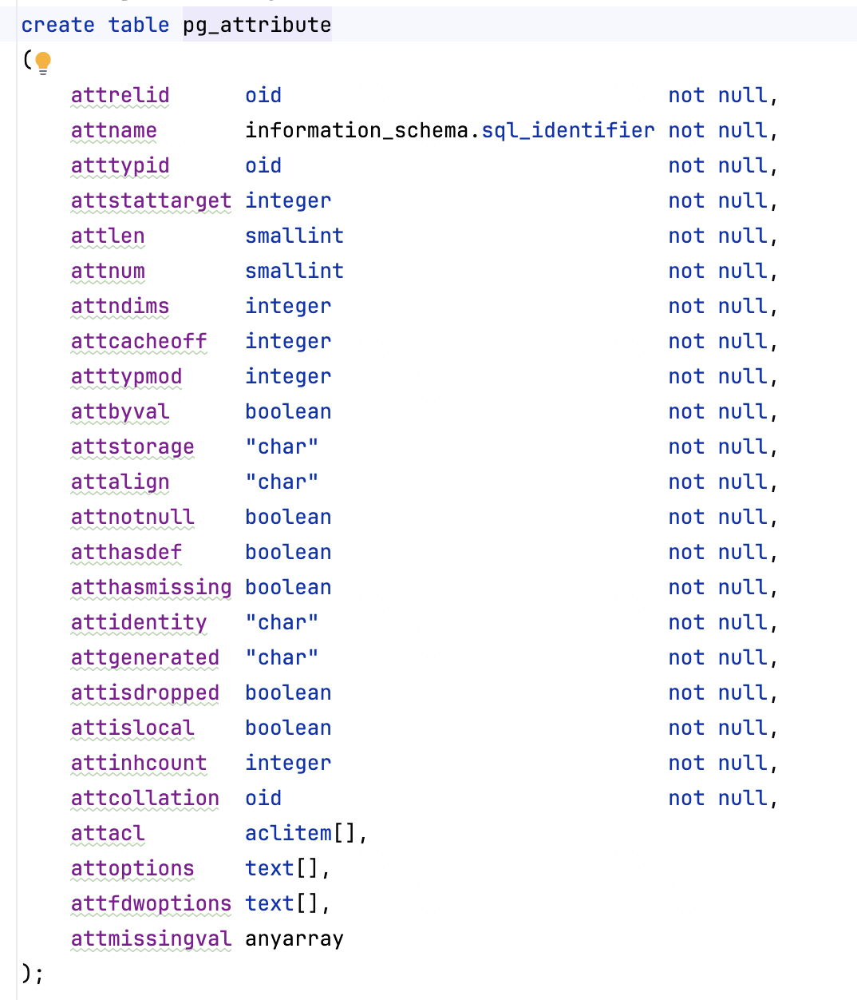 create table pg_attribute
(
    attrelid      oid                               not null,
    attname       information_schema.sql_identifier not null,
    atttypid      oid                               not null,
    attstattarget integer                           not null,
    attlen        smallint                          not null,
    attnum        smallint                          not null,
    attndims      integer                           not null,
    attcacheoff   integer                           not null,
    atttypmod     integer                           not null,
    attbyval      boolean                           not null,
    attstorage    "char"                            not null,
    attalign      "char"                            not null,
    attnotnull    boolean                           not null,
    atthasdef     boolean                           not null,
    atthasmissing boolean                           not null,
    attidentity   "char"                            not null,
    attgenerated  "char"                            not null,
    attisdropped  boolean                           not null,
    attislocal    boolean                           not null,
    attinhcount   integer                           not null,
    attcollation  oid                               not null,
    attacl        aclitem[],
    attoptions    text[],
    attfdwoptions text[],
    attmissingval anyarray
);